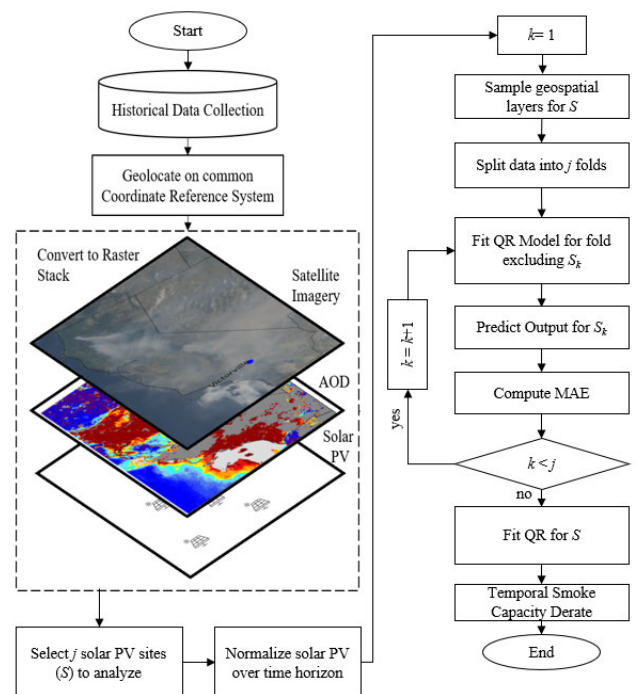 Start
Historical Data Collection
Geolocate on common
Coordinate Reference System
Convert to Raster
Stack
Satellite
Imagery
Victorville
AOD
Solar
PV
Select j solar PV sites
(S) to analyze
Normalize solar PV
over time horizon
k= 1
Sample geospatial
layers for S
Split data into j folds
Fit QR Model for fold
excluding Sk
Predict Output for Sk
Compute MAE
k < j
yes
k = k+1
no
Fit QR for S
Temporal Smoke
Capacity Derate
End